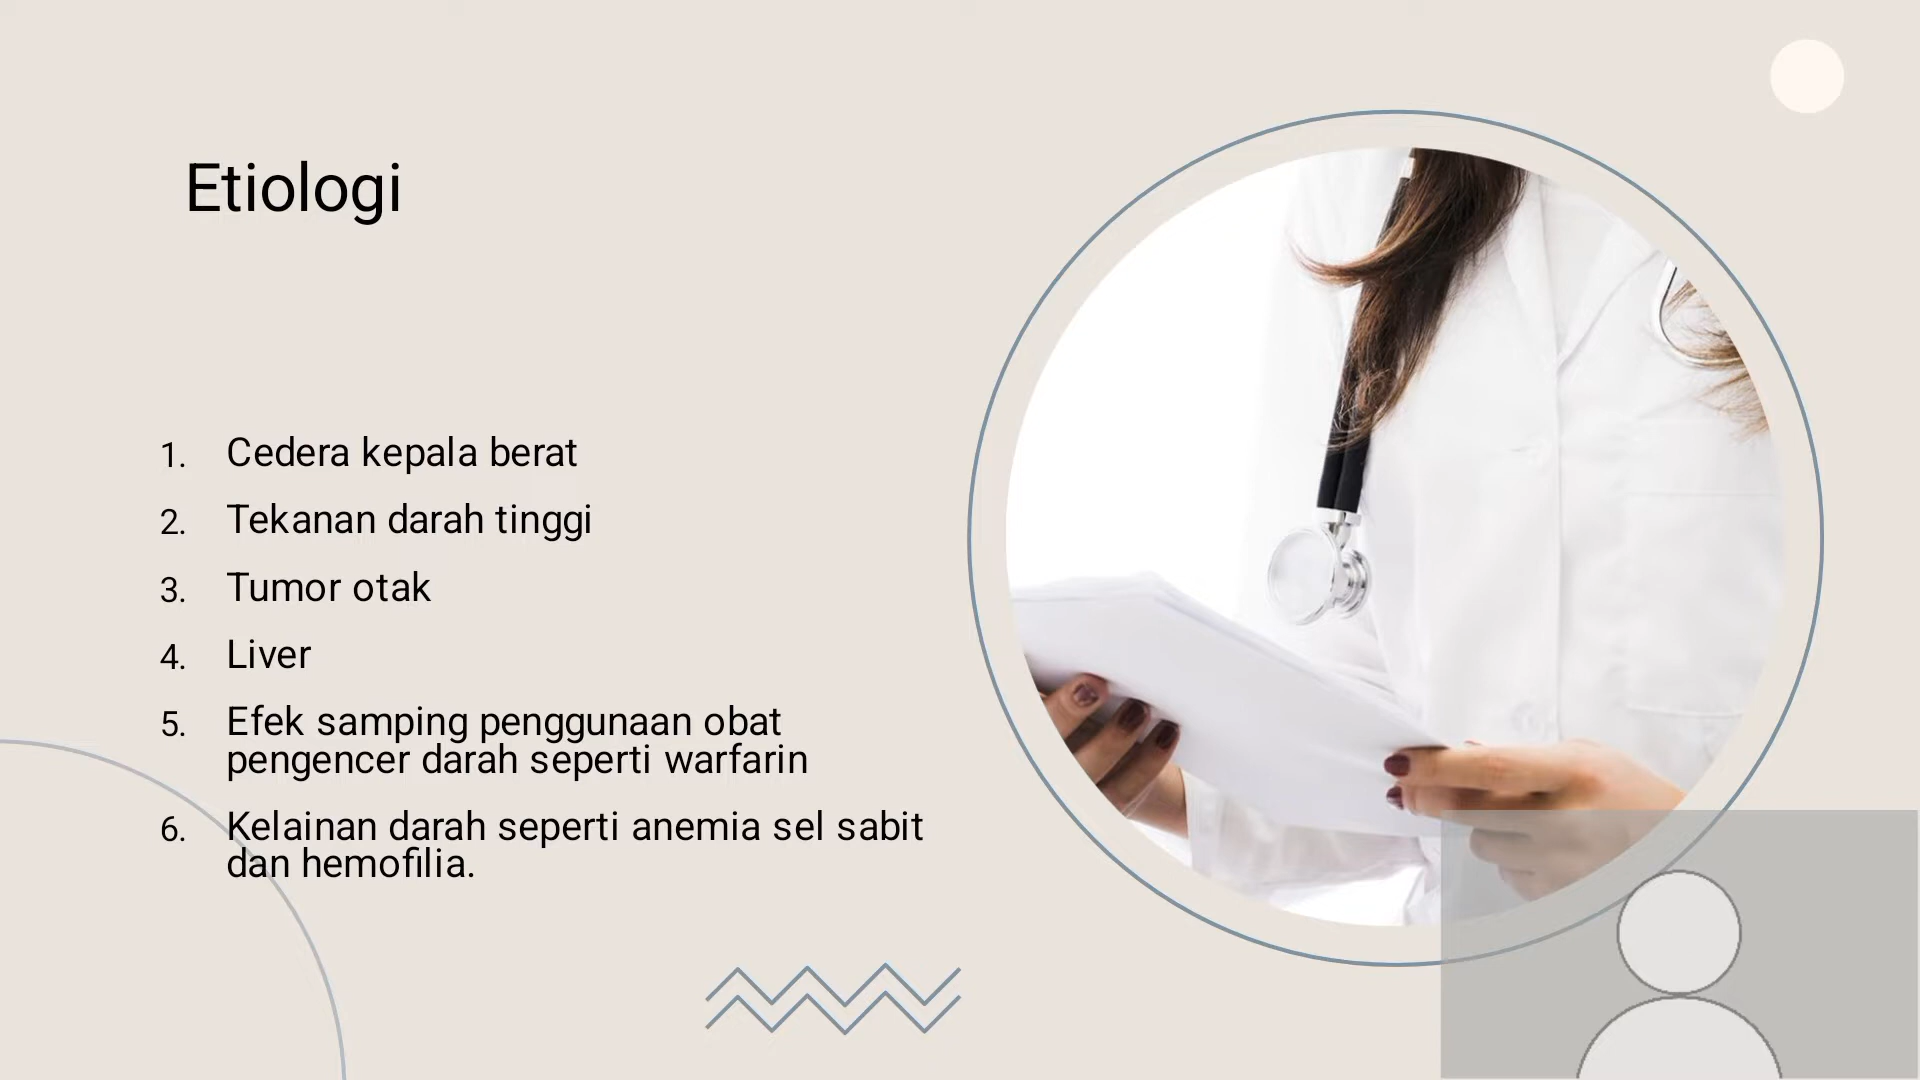 Etiologi
1. Cedera kepala berat
2. Tekanan darah tinggi
3. Tumor otak
4. Liver
5. Efek samping penggunaan obat
pengencer darah seperti warfarin
6. Kelainan darah seperti anemia sel sabit
dan hemofilia.